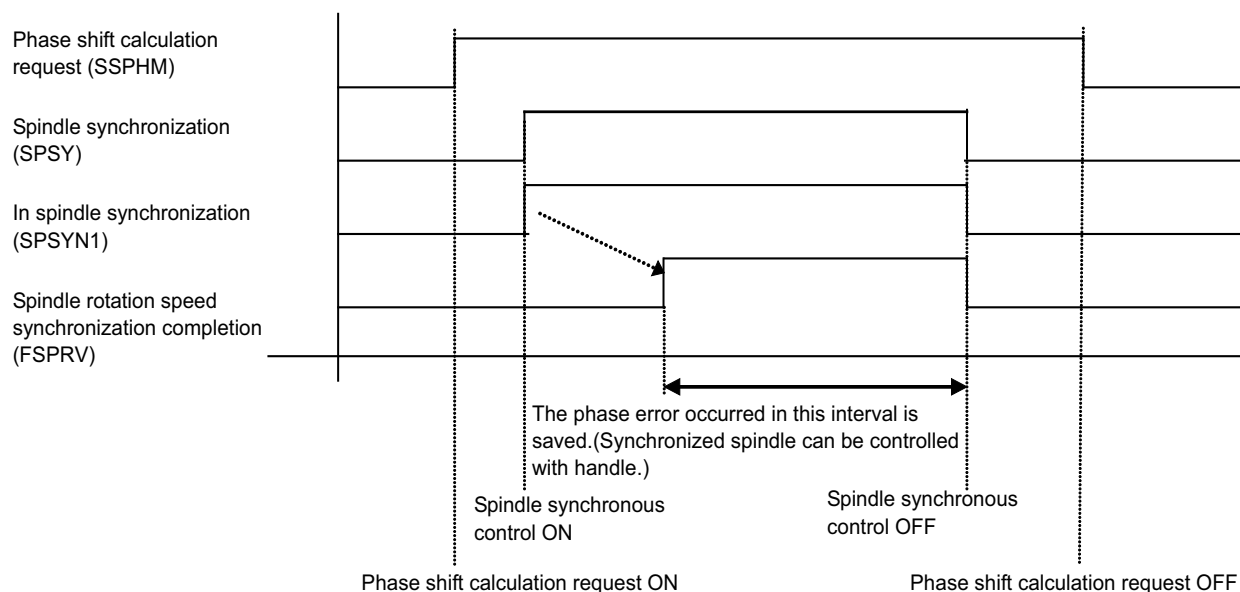 Phase shift calculation
request (SSPHM)
Spindle synchronization
(SPSY)
In spindle synchronization
(SPSYN1)
Spindle rotation speed
synchronization completion
(FSPRV)
The phase error occurred in this interval is
saved.(Synchronized spindle can be controlled
with handle.)
Spindle synchronous
control ON
Spindle synchronous
control OFF
Phase shift calculation request ON
Phase shift calculation request OFF